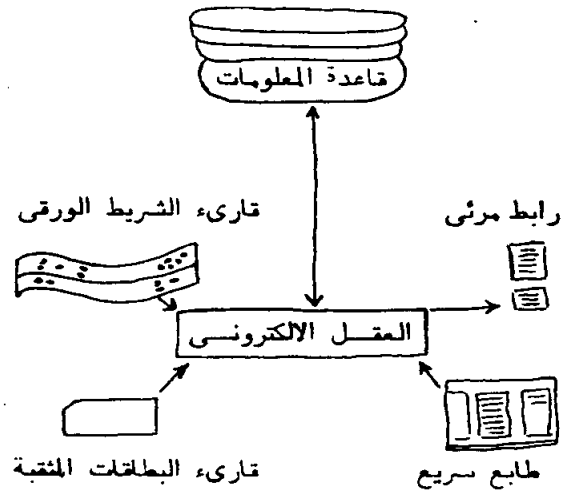 قاعدة المعلومات
قارىء الشريط الورقى
رابط مرئى
العقل الالكترونى
قارىء البطاقات المثقبة
طابع سريع